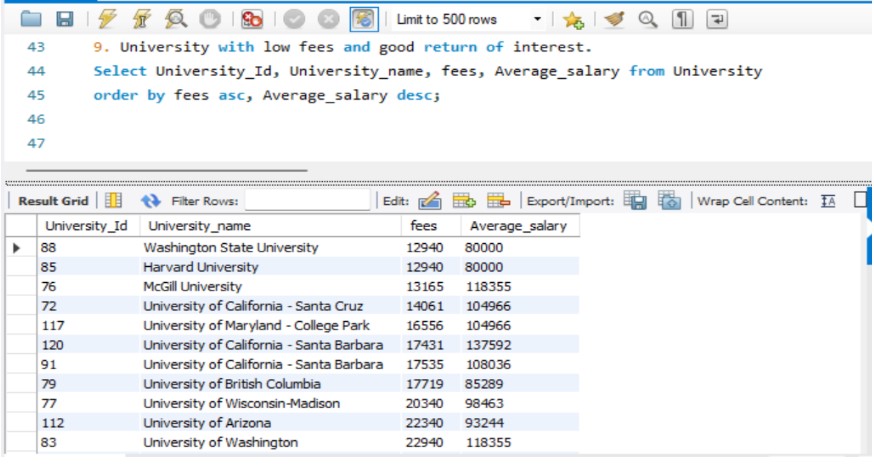 Limit to 500 rows
43 9. University with low fees and good return of interest.
44 Select University_Id, University_name, fees, Average_salary from University
45 order by fees asc, Average_salary desc;
46
47
Result Grid Filter Rows: Edit: Export/Import: Wrap Cell Content:
University_Id University_name fees Average_salary
88 Washington State University 12940 80000
85 Harvard University 12940 80000
76 McGill University 13165 118355
72 University of California - Santa Cruz 14061 104966
117 University of Maryland - College Park 16556 104966
120 University of California - Santa Barbara 17431 137592
91 University of California - Santa Barbara 17535 108036
79 University of British Columbia 17719 85289
77 University of Wisconsin-Madison 20340 98463
112 University of Arizona 22340 93244
83 University of Washington 22940 118355